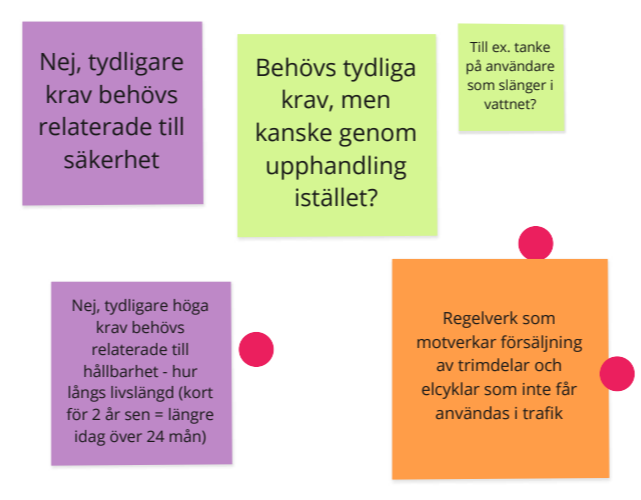 Nej, tydligare
krav behövs
relaterade till
säkerhet
Behövs tydliga
krav, men
kanske genom
upphandling
istället?
Till ex. tanke
på användare
som slänger i
vattnet?
Nej, tydligare höga
krav behövs
relaterade till
hållbarhet - hur
långs livslängd (kort
för 2 år sen = längre
idag över 24 mån)
Regelverk som
motverkar försäljning
av trimdelar och
elcyklar som inte får
användas i trafik